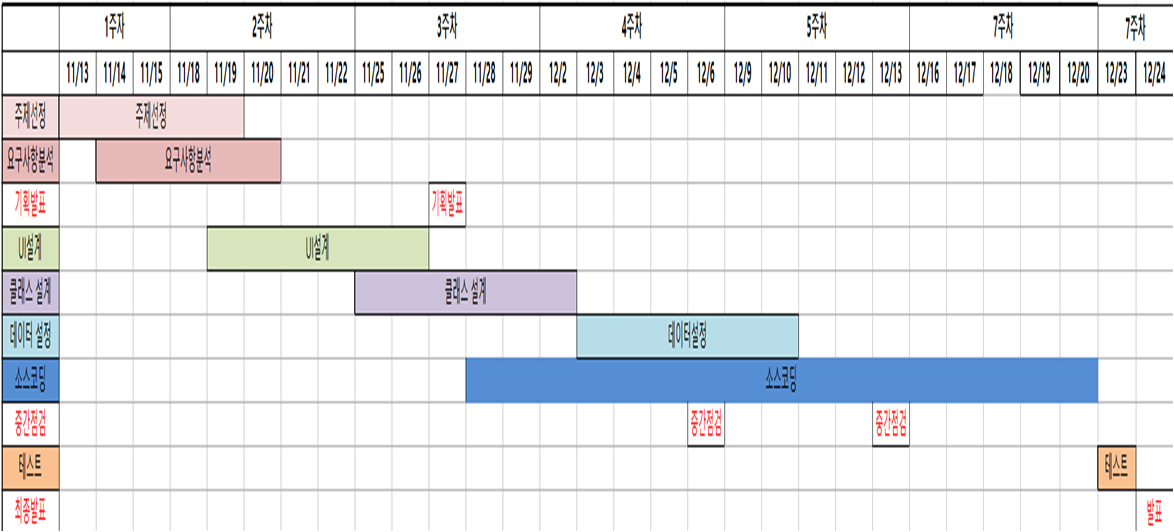 1주차 2주차 3주차 4주차 5주차 7주차 7주차
11/13 11/14 11/15 11/18 11/19 11/20 11/21 11/22 11/25 11/26 11/27 11/28 11/29 12/2 12/3 12/4 12/5 12/6 12/9 12/10 12/11 12/12 12/13 12/16 12/17 12/18 12/19 12/20 12/23 12/24
주제선정 주제선정
요구사항분석 요구사항분석
기획발표 기획발표
UI설계 UI설계
클래스 설계 클래스 설계
데이터 설정 데이터설정
소스코딩 소스코딩
중간점검 중간점검 중간점검
테스트 테스트
최종발표 발표